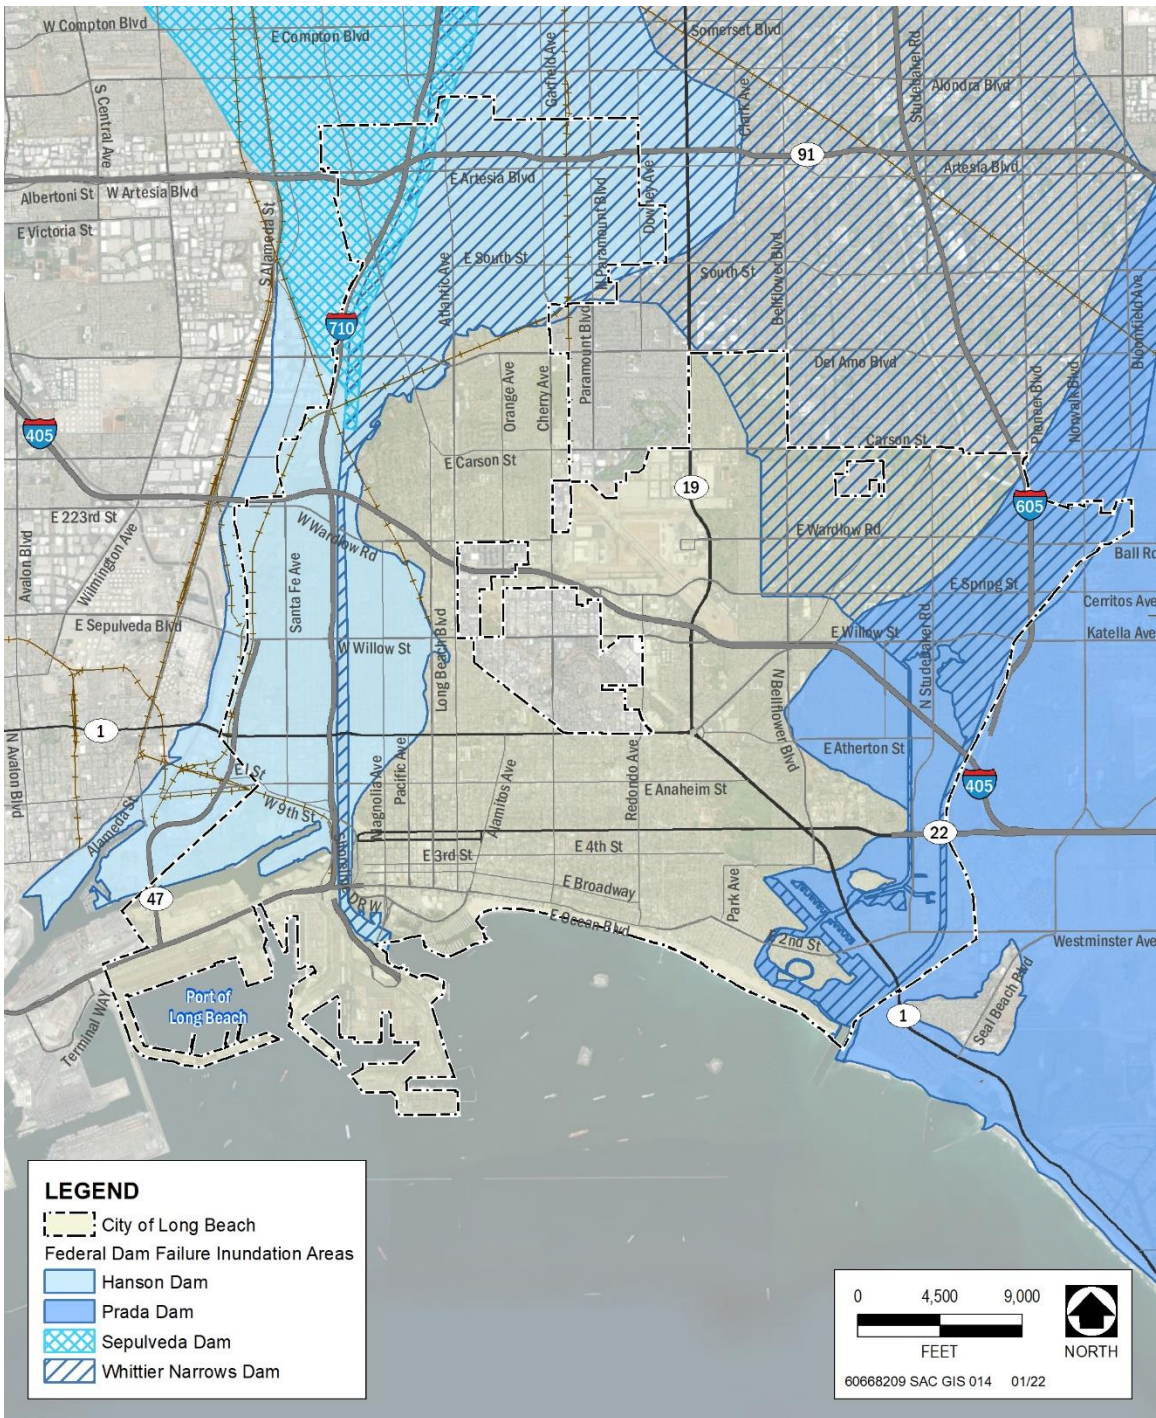 W Compton Blvd
E Compton Blvd
Somerset Blvd
Garfield Ave
Studebaker Rd
Alondra Blvd
S Central Ave
Clark Ave
91
Artesia Blvd
W Artesia Blvd
Albertoni St
E Artesia Blvd
Downey Ave
N Paramount Blvd
E Victoria St
S Alameda St
E South St
South St
Bellflower Blvd
Atlantic Ave
Bloomfield Ave
710
Paramount Blvd
Del Amo Blvd
Orange Ave
Cherry Ave
Pioneer Blvd
Norwalk Blvd
405
Carson St
E Carson St
19
605
E 223rd St
W Wardlow Rd
E Wardlow Rd
Ball Rd
Avalon Blvd
Wilmington Ave
Santa Fe Ave
E Spring St
Cerritos Ave
E Sepulveda Blvd
W Willow St
Long Beach Blvd
E Willow St
N Studebaker Rd
Katella Ave
N Bellflower Blvd
1
N Avalon Blvd
E Atherton St
E I St
Magnolia Ave
Pacific Ave
Redondo Ave
405
Alameda St
W 9th St
Alamitos Ave
E Anaheim St
22
E 3rd St
E 4th St
47
DR W
E Broadway
Park Ave
E Ocean Blvd
2nd St
Westminster Ave
Port of
Long Beach
Terminal WAY
1
Seal Beach Blvd
LEGEND
City of Long Beach
Federal Dam Failure Inundation Areas
Hanson Dam
Prada Dam
Sepulveda Dam
Whittier Narrows Dam
0 4,500 9,000
FEET
NORTH
60668209 SAC GIS 014 01/22